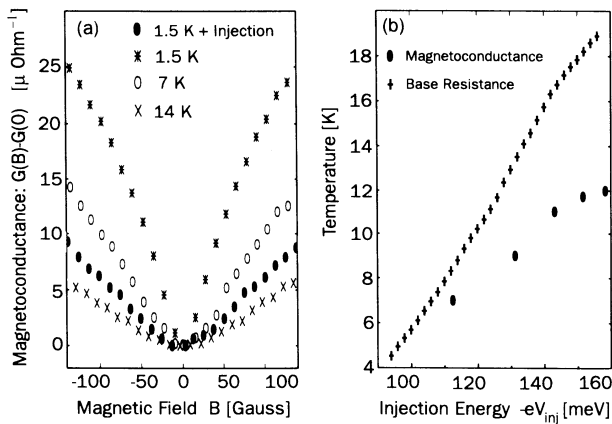 (a)
1.5 K + Injection
1.5 K
7 K
14 K
Magnetoconductance: G(B)-G(0) [μ Ohm⁻¹]
25
20
15
10
5
0
-100
-50
0
50
100
Magnetic Field B [Gauss]
(b)
Magnetoconductance
Base Resistance
Temperature [K]
18
16
14
12
10
8
6
4
100
120
140
160
Injection Energy -eVinj [meV]